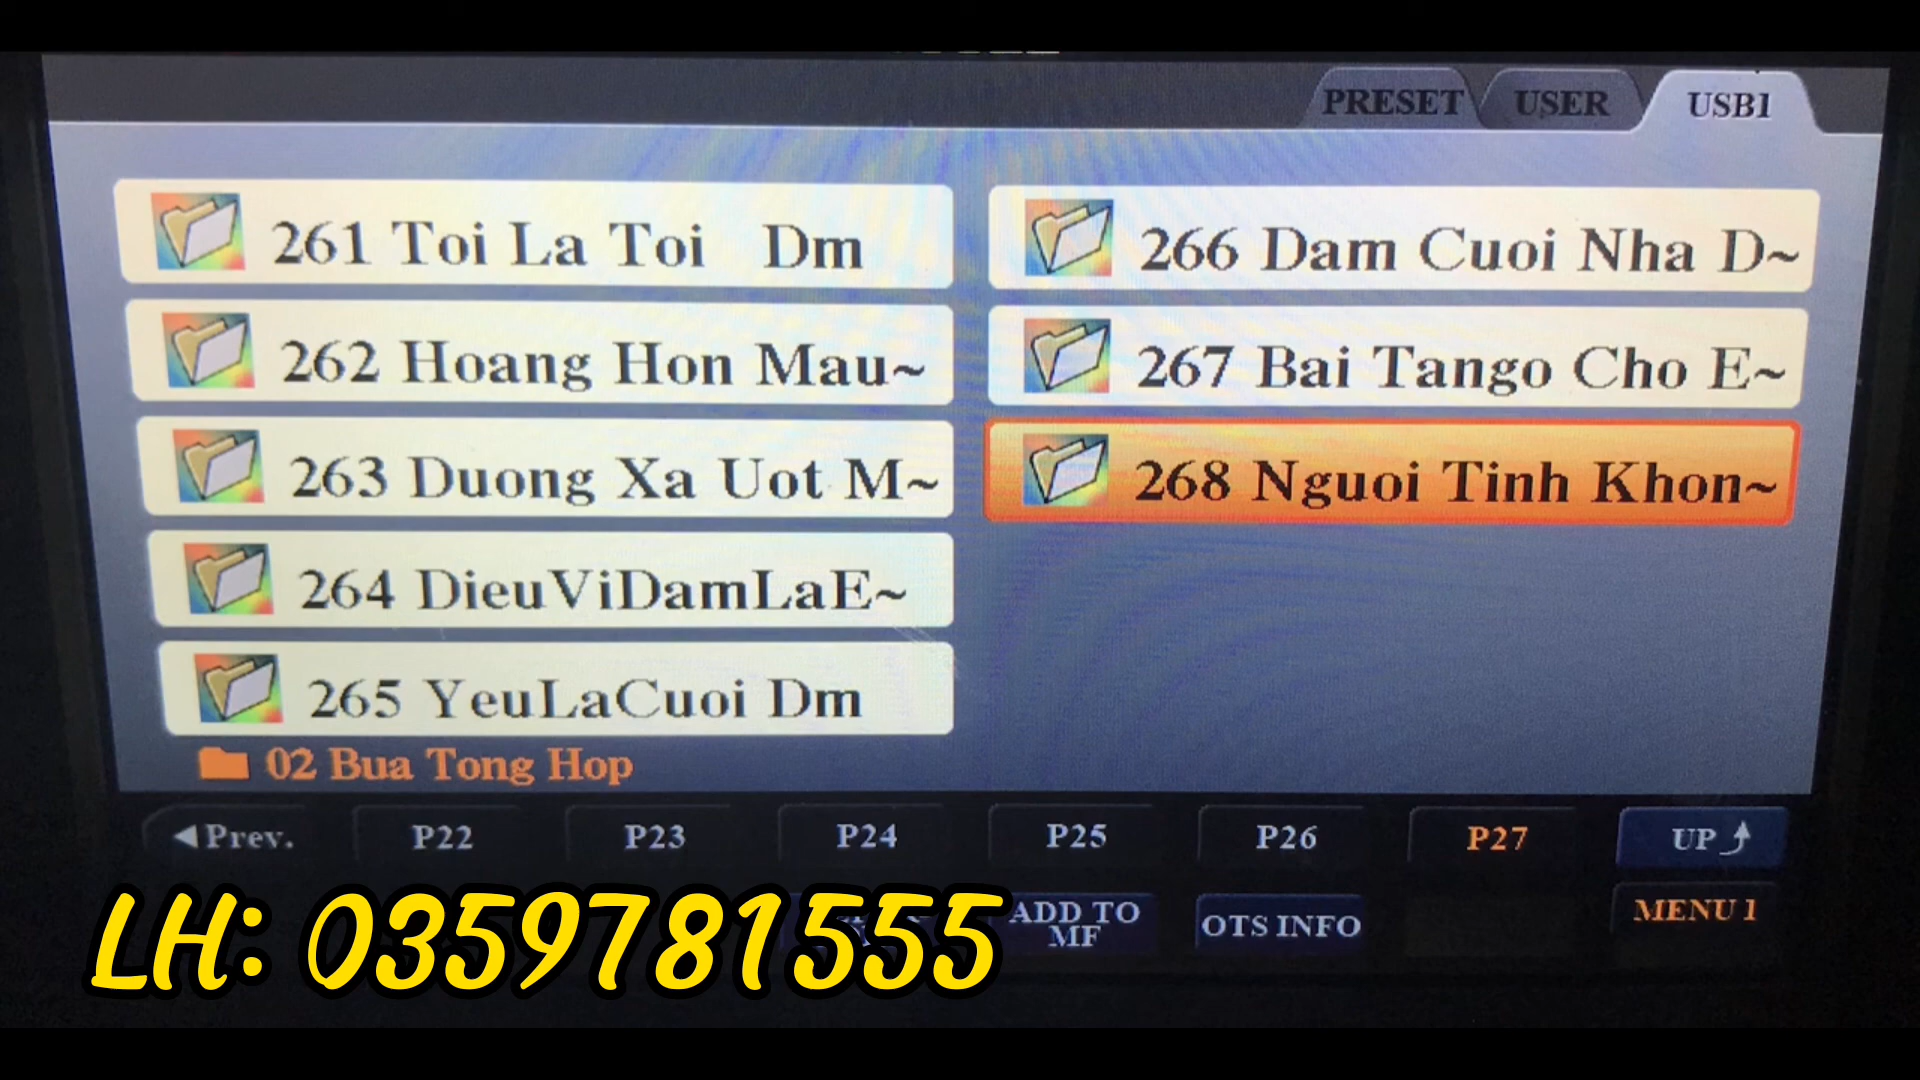 PRESET
USER
USB1
261 Toi La Toi Dm
262 Hoang Hon Mau~
263 Duong Xa Uot M~
264 DieuViDamLaE~
265 YeuLaCuoi Dm
266 Dam Cuoi Nha D~
267 Bai Tango Cho E~
268 Nguoi Tinh Khon~
02 Bua Tong Hop
◀Prev.
P22
P23
P24
P25
P26
P27
UP
LH: 0359781555
ADD TO
MF
OTS INFO
MENU 1